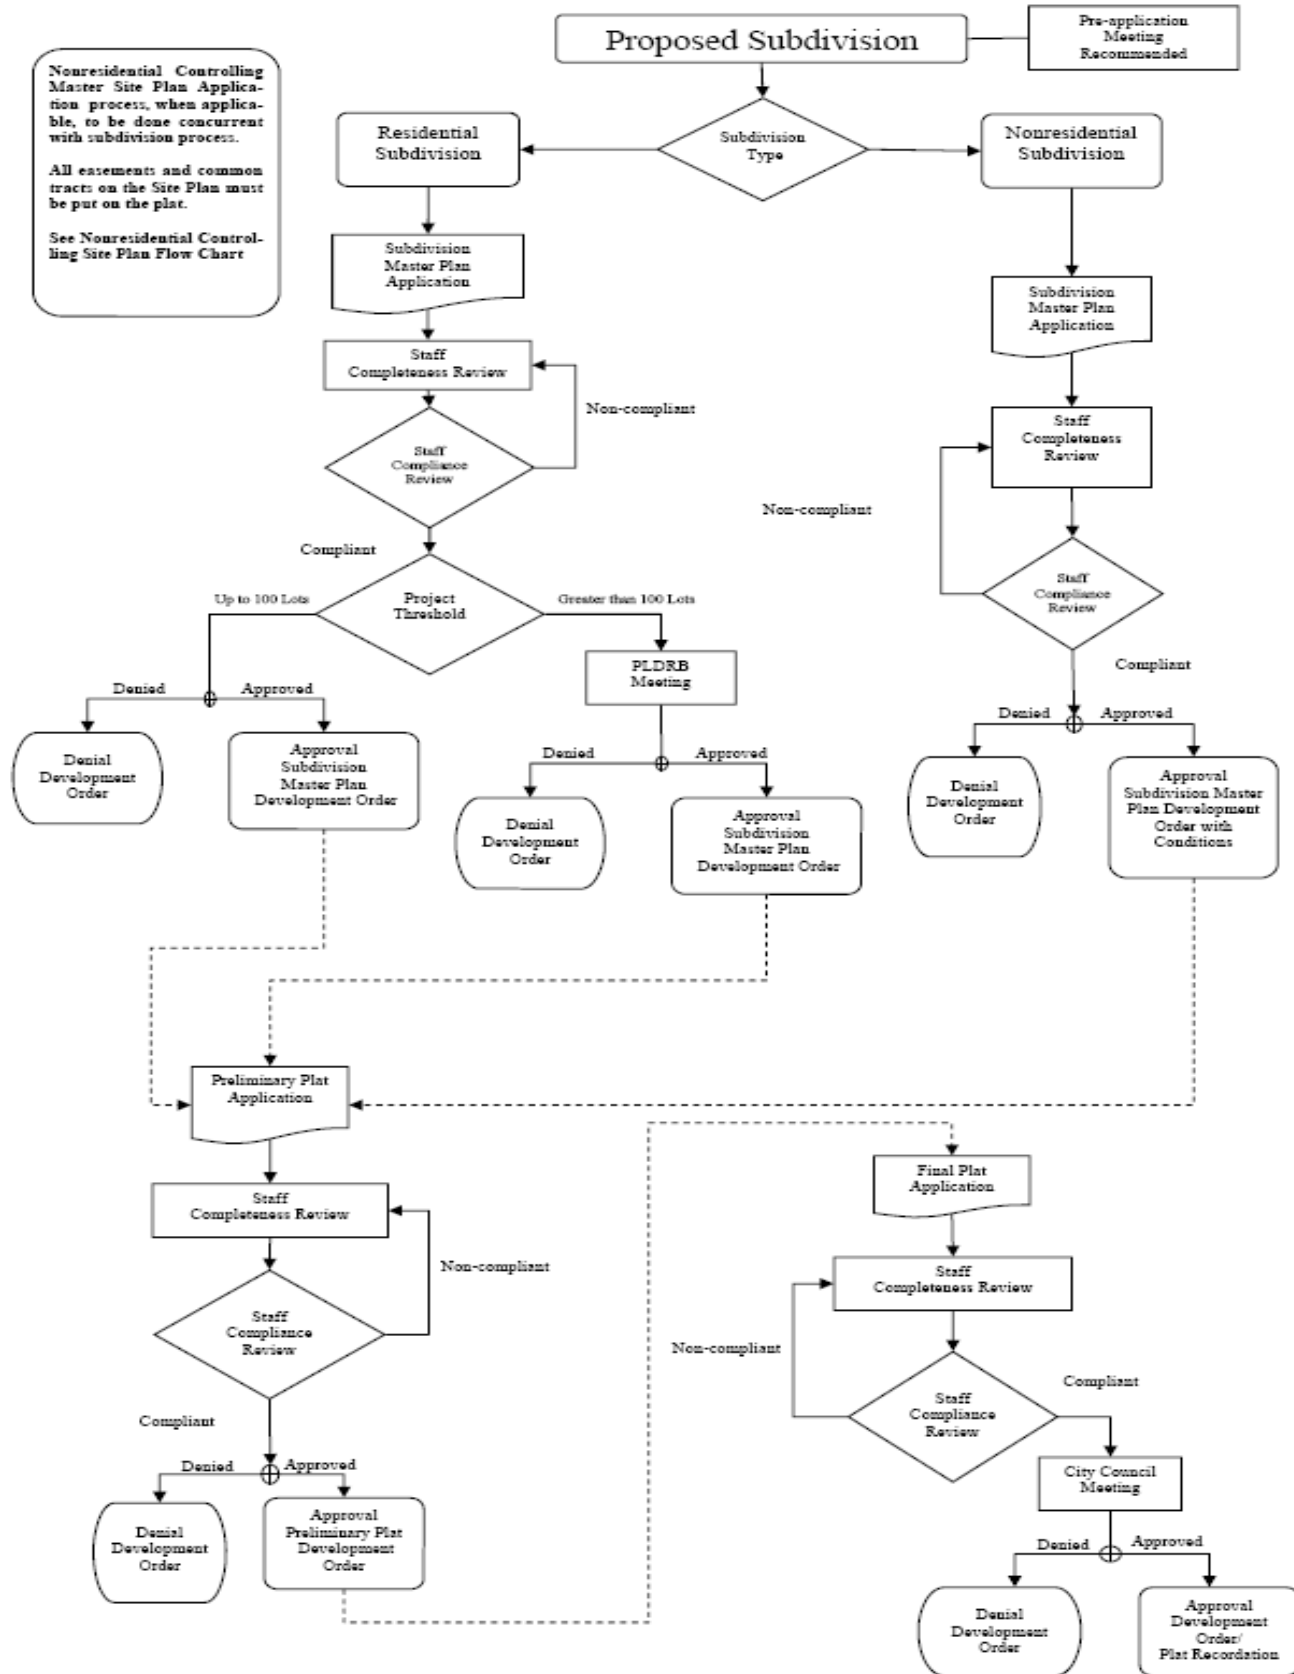 Proposed Subdivision
Pre-application
Meeting
Recommended
Nonresidential Controlling
Master Site Plan Applica-
tion process, when applica-
ble, to be done concurrent
with subdivision process.
All easements and common
tracts on the Site Plan must
be put on the plat.
See Nonresidential Control-
ling Site Plan Flow Chart
Subdivision
Type
Residential
Subdivision
Nonresidential
Subdivision
Subdivision
Master Plan
Application
Staff
Completeness Review
Non-compliant
Staff
Compliance
Review
Compliant
Project
Threshold
Up to 100 Lots
Greater than 100 Lots
Denied
Approved
Denial
Development
Order
Approval
Subdivision
Master Plan
Development Order
PLDRB
Meeting
Denied
Approved
Denial
Development
Order
Approval
Subdivision
Master Plan
Development Order
Subdivision
Master Plan
Application
Staff
Completeness
Review
Non-compliant
Staff
Compliance
Review
Compliant
Denied
Approved
Denial
Development
Order
Approval
Subdivision Master
Plan Development
Order with
Conditions
Preliminary Plat
Application
Staff
Completeness Review
Non-compliant
Staff
Compliance
Review
Compliant
Denied
Approved
Denial
Development
Order
Approval
Preliminary Plat
Development
Order
Final Plat
Application
Staff
Completeness Review
Non-compliant
Staff
Compliance
Review
Compliant
City Council
Meeting
Denied
Approved
Denial
Development
Order
Approval
Development
Order/
Plat Recordation